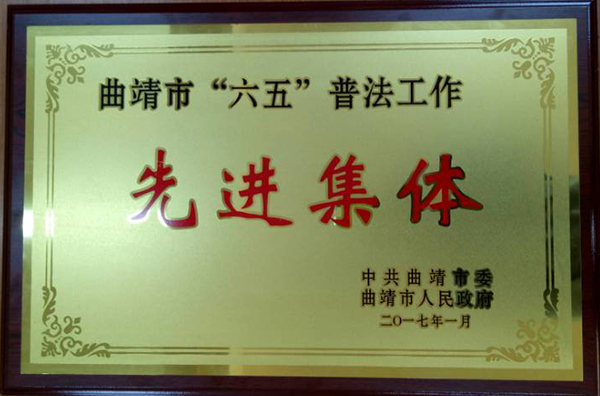 曲靖市“六五”普法工作
先进集体
中共曲靖市委
曲靖市人民政府
二〇一七年一月